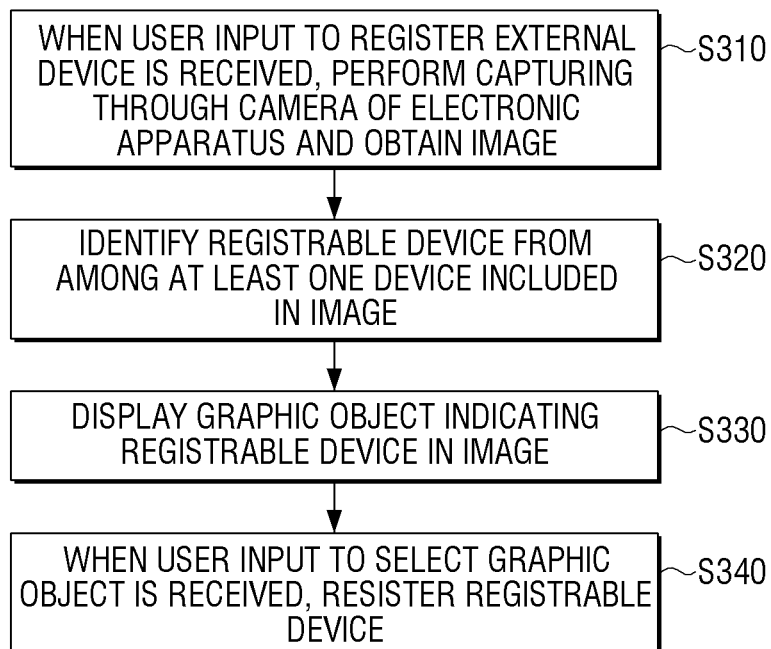 WHEN USER INPUT TO REGISTER EXTERNAL
DEVICE IS RECEIVED, PERFORM CAPTURING
THROUGH CAMERA OF ELECTRONIC
APPARATUS AND OBTAIN IMAGE
S310
IDENTIFY REGISTRABLE DEVICE FROM
AMONG AT LEAST ONE DEVICE INCLUDED
IN IMAGE
S320
DISPLAY GRAPHIC OBJECT INDICATING
REGISTRABLE DEVICE IN IMAGE
S330
WHEN USER INPUT TO SELECT GRAPHIC
OBJECT IS RECEIVED, RESISTER REGISTRABLE
DEVICE
S340